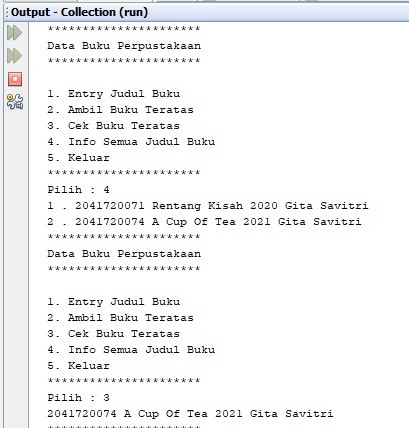 Output - Collection (run)
**********************
Data Buku Perpustakaan
**********************
1. Entry Judul Buku
2. Ambil Buku Teratas
3. Cek Buku Teratas
4. Info Semua Judul Buku
5. Keluar
**********************
Pilih : 4
1 . 2041720071 Rentang Kisah 2020 Gita Savitri
2 . 2041720074 A Cup Of Tea 2021 Gita Savitri
**********************
Data Buku Perpustakaan
**********************
1. Entry Judul Buku
2. Ambil Buku Teratas
3. Cek Buku Teratas
4. Info Semua Judul Buku
5. Keluar
**********************
Pilih : 3
2041720074 A Cup Of Tea 2021 Gita Savitri
**********************